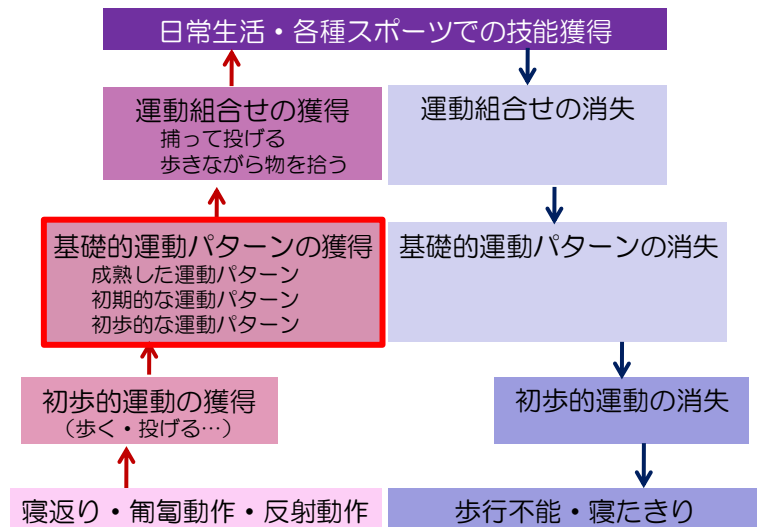 日常生活・各種スポーツでの技能獲得
運動組合せの獲得
捕って投げる
歩きながら物を拾う
運動組合せの消失
基礎的運動パターンの獲得
成熟した運動パターン
初期的な運動パターン
初歩的な運動パターン
基礎的運動パターンの消失
初歩的運動の獲得
（歩く・投げる…）
初歩的運動の消失
寝返り・匍匐動作・反射動作
歩行不能・寝たきり